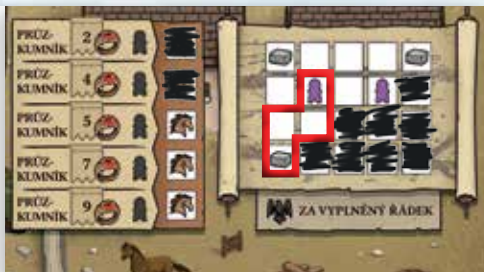 PRŮZ-
KUMNÍK 2
PRŮZ-
KUMNÍK 4
PRŮZ-
KUMNÍK 5
PRŮZ-
KUMNÍK 7
PRŮZ-
KUMNÍK 9
ZA VYPLNĚNÝ ŘÁDEK